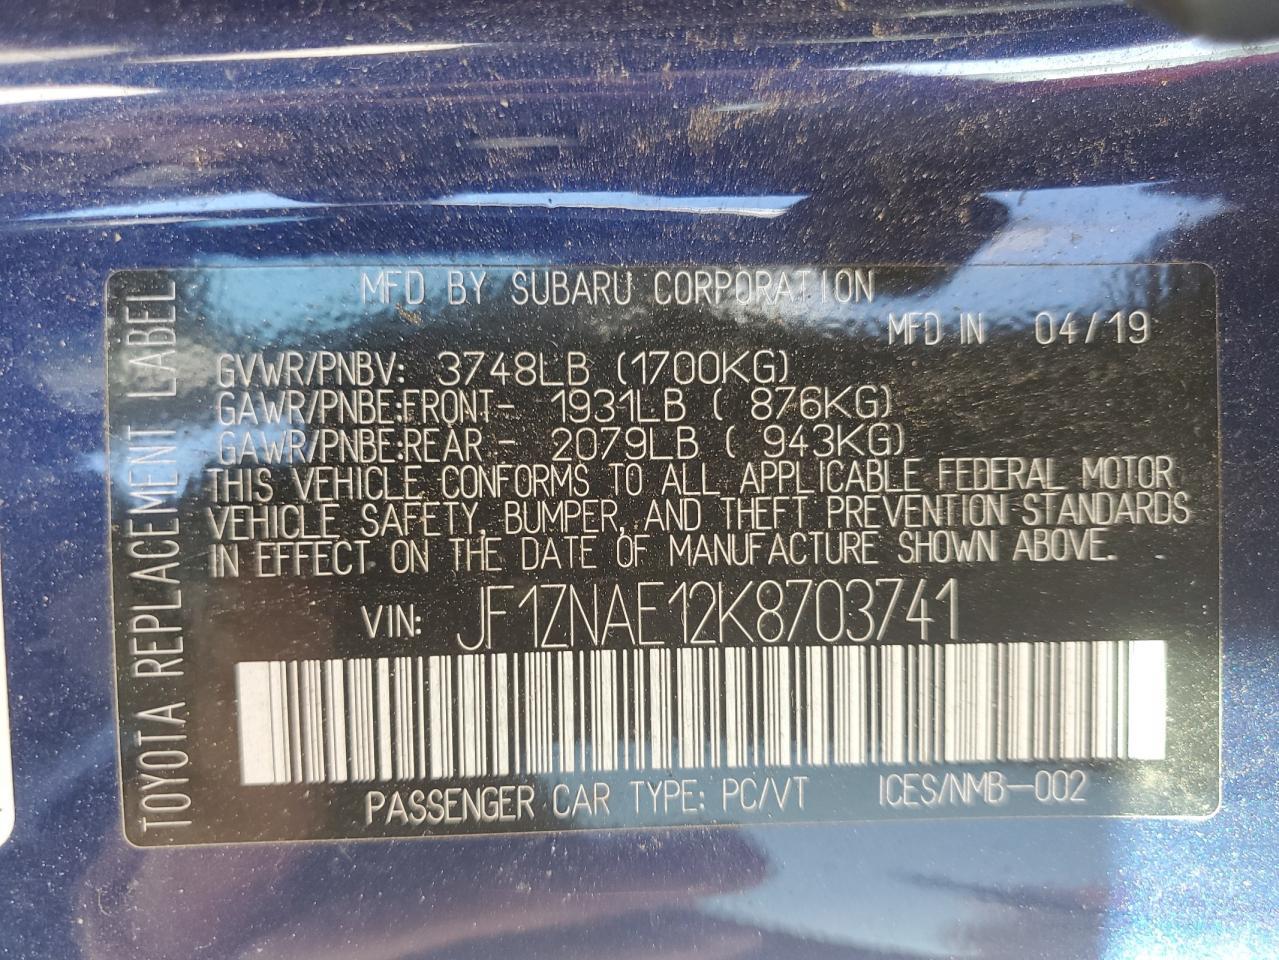 MFD BY SUBARU CORPORATION
MFD IN 04/19
GVWR/PNBV: 3748LB (1700KG)
GAWR/PNBE:FRONT- 1931LB ( 876KG)
GAWR/PNBE:REAR - 2079LB ( 943KG)
THIS VEHICLE CONFORMS TO ALL APPLICABLE FEDERAL MOTOR
VEHICLE SAFETY, BUMPER, AND THEFT PREVENTION STANDARDS
IN EFFECT ON THE DATE OF MANUFACTURE SHOWN ABOVE.
VIN: JF1ZNAE12K8703741
PASSENGER CAR TYPE: PC/VT ICES/NMB-002
TOYOTA REPLACEMENT LABEL